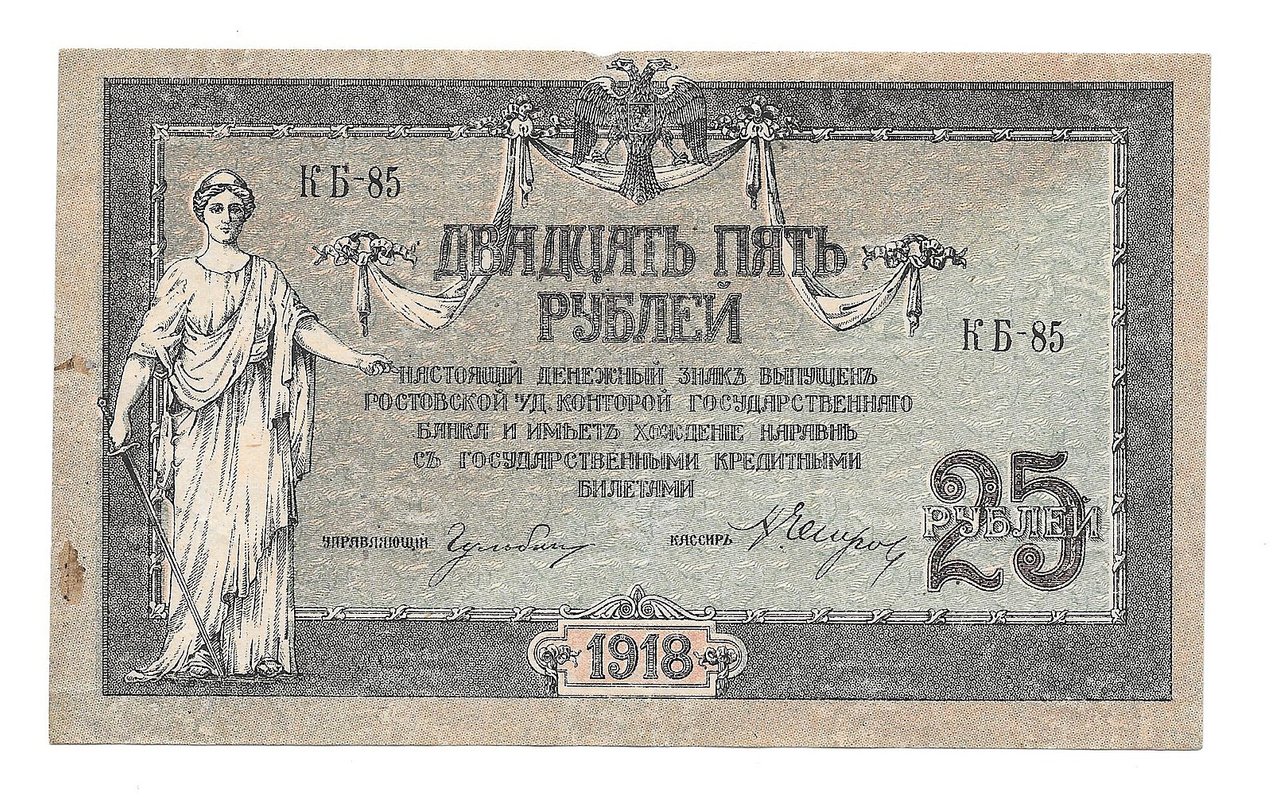 КБ-85
ДВАДЦАТЬ ПЯТЬ
РУБЛЕЙ
КБ-85
НАСТОЯЩІЙ ДЕНЕЖНЫЙ ЗНАКЪ ВЫПУЩЕНЪ
РОСТОВСКОЙ н/Д. КОНТОРОЙ ГОСУДАРСТВЕННАГО
БАНКА И ИМѢЕТЪ ХОЖДЕНІЕ НАРАВНѢ
СЪ ГОСУДАРСТВЕННЫМИ КРЕДИТНЫМИ
БИЛЕТАМИ
25
РУБЛЕЙ
УПРАВЛЯЮЩІЙ
КАССИРЪ
1918